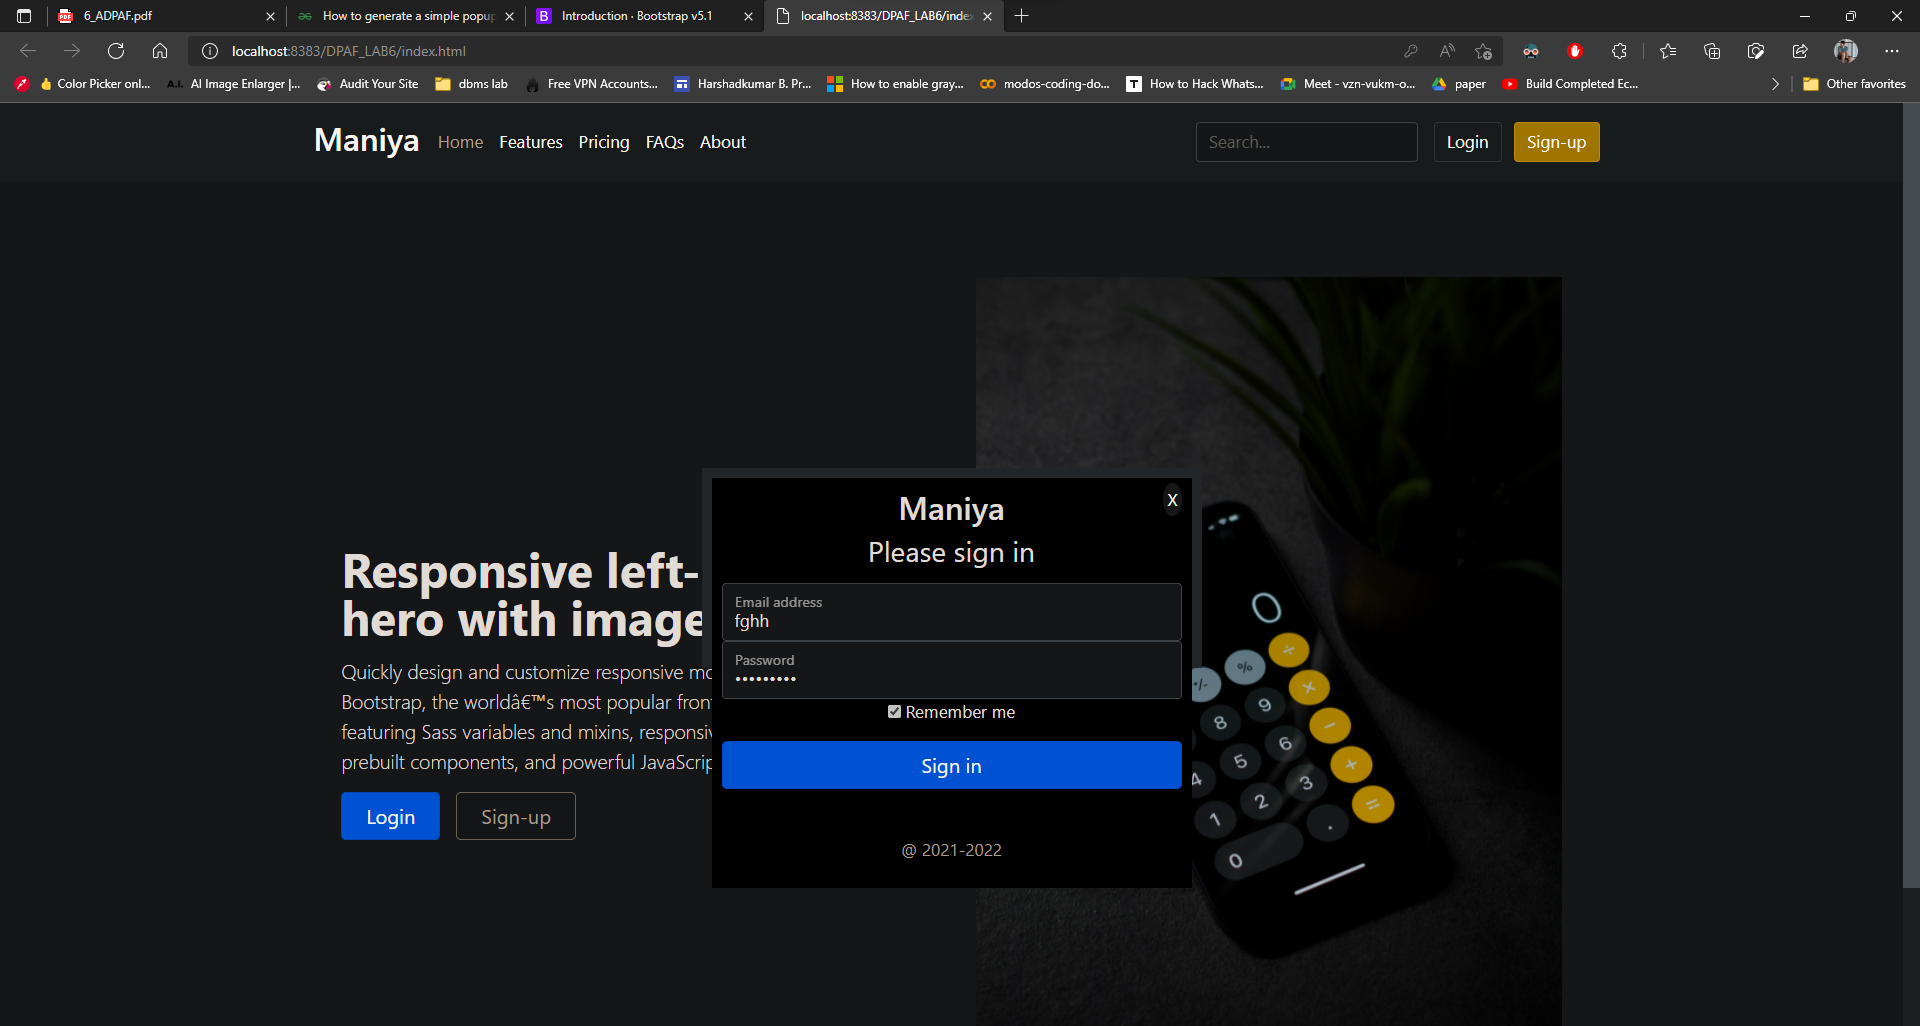 6_ADPAF.pdf
How to generate a simple popup
Introduction · Bootstrap v5.1
localhost:8383/DPAF_LAB6/index
localhost:8383/DPAF_LAB6/index.html
Color Picker onl...
A.I.
AI Image Enlarger |...
Audit Your Site
dbms lab
Free VPN Accounts...
Harshadkumar B. Pr...
How to enable gray...
modos-coding-do...
T
How to Hack Whats...
Meet - vzn-vukm-o...
paper
Build Completed Ec...
Other favorites
Maniya
Home
Features
Pricing
FAQs
About
Search...
Login
Sign-up
Responsive left-
hero with image
Quickly design and customize responsive mo
Bootstrap, the worldâ€™s most popular fron
featuring Sass variables and mixins, responsiv
prebuilt components, and powerful JavaScrip
Login
Sign-up
Maniya
X
Please sign in
Email address
fghh
Password
•••••••••
Remember me
Sign in
@ 2021-2022
0
+/- % ÷
8 9 ×
4 5 6 −
1 2 3 +
0 . =